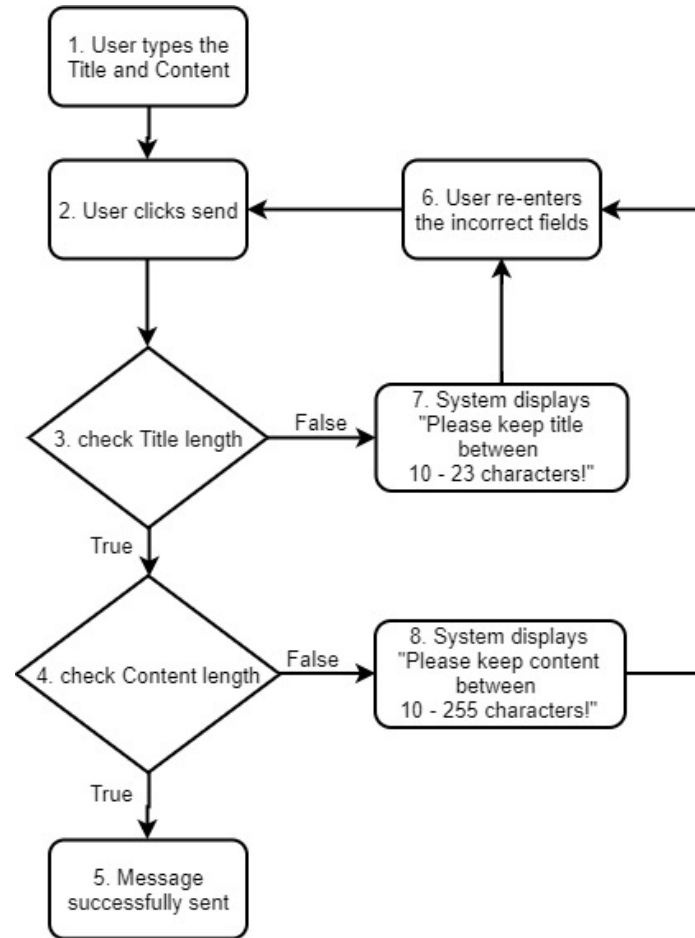 1. User types the
Title and Content
2. User clicks send
6. User re-enters
the incorrect fields
3. check Title length
False
7. System displays
"Please keep title
between
10 - 23 characters!"
True
4. check Content length
False
8. System displays
"Please keep content
between
10 - 255 characters!"
True
5. Message
successfully sent